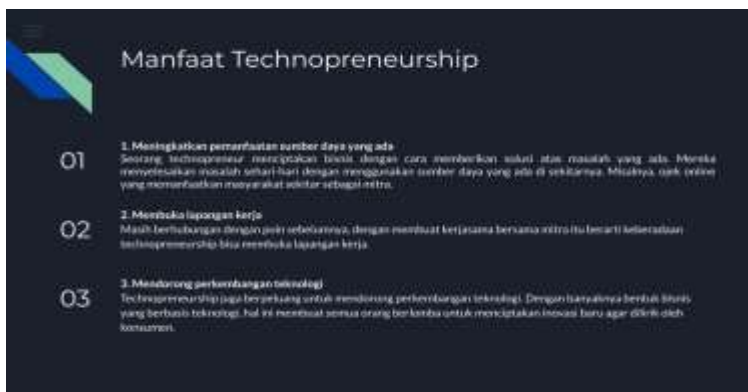 Manfaat Technopreneurship
01
1. Meningkatkan pemanfaatan sumber daya yang ada
Seorang technopreneur menciptakan bisnis dengan cara memberikan solusi atas masalah yang ada. Mereka
menyelesaikan masalah sehari-hari dengan menggunakan sumber daya yang ada di sekitarnya. Misalnya, ojek online
yang memanfaatkan masyarakat sekitar sebagai mitra.
02
2. Membuka lapangan kerja
Masih berhubungan dengan poin sebelumnya, dengan membuat kerjasama bersama mitra itu berarti keberadaan
technopreneurship bisa membuka lapangan kerja.
03
3. Mendorong perkembangan teknologi
Technopreneurship juga berpeluang untuk mendorong perkembangan teknologi. Dengan banyaknya bentuk bisnis
yang berbasis teknologi, hal ini membuat semua orang berlomba untuk menciptakan inovasi baru agar dilirik oleh
konsumen.